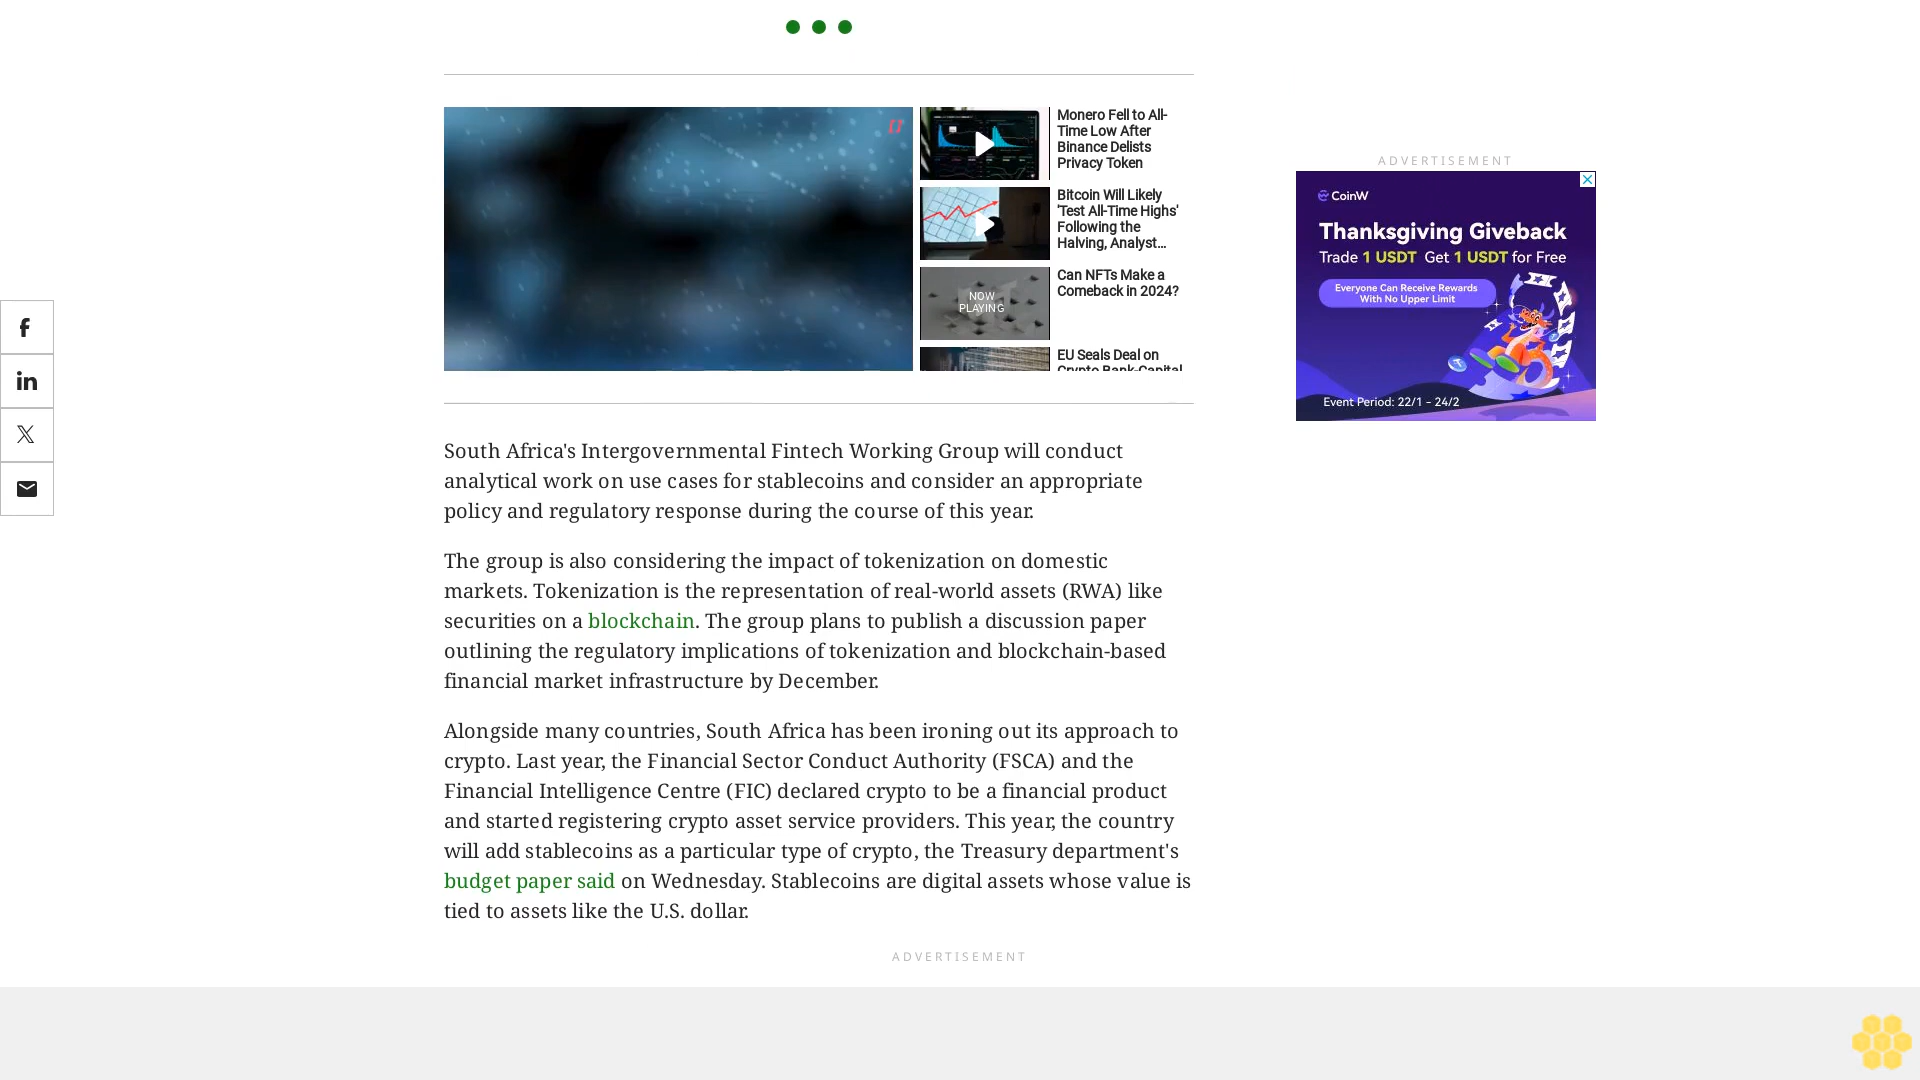 Monero Fell to All-
Time Low After
Binance Delists
Privacy Token
Bitcoin Will Likely
'Test All-Time Highs'
Following the
Halving, Analyst...
NOW
PLAYING
Can NFTs Make a
Comeback in 2024?
EU Seals Deal on
Crypto Bank-Capital
ADVERTISEMENT
CoinW
Thanksgiving Giveback
Trade 1 USDT Get 1 USDT for Free
Everyone Can Receive Rewards
With No Upper Limit
Event Period: 22/1 - 24/2
South Africa's Intergovernmental Fintech Working Group will conduct
analytical work on use cases for stablecoins and consider an appropriate
policy and regulatory response during the course of this year.
The group is also considering the impact of tokenization on domestic
markets. Tokenization is the representation of real-world assets (RWA) like
securities on a blockchain. The group plans to publish a discussion paper
outlining the regulatory implications of tokenization and blockchain-based
financial market infrastructure by December.
Alongside many countries, South Africa has been ironing out its approach to
crypto. Last year, the Financial Sector Conduct Authority (FSCA) and the
Financial Intelligence Centre (FIC) declared crypto to be a financial product
and started registering crypto asset service providers. This year, the country
will add stablecoins as a particular type of crypto, the Treasury department's
budget paper said on Wednesday. Stablecoins are digital assets whose value is
tied to assets like the U.S. dollar.
ADVERTISEMENT